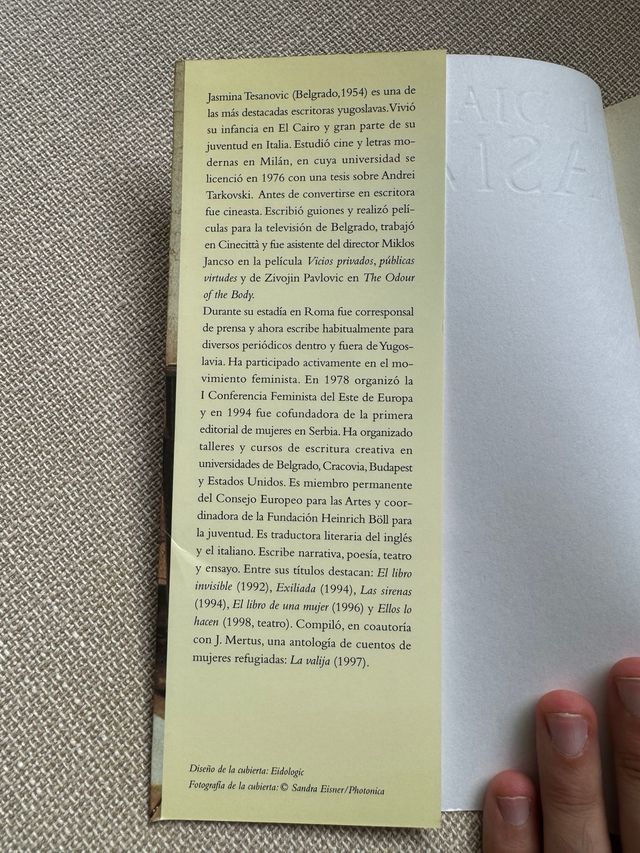 Jasmina Tesanovic (Belgrado,1954) es una de
las más destacadas escritoras yugoslavas.Vivió
su infancia en El Cairo y gran parte de su
juventud en Italia. Estudió cine y letras mo-
dernas en Milán, en cuya universidad se
licenció en 1976 con una tesis sobre Andrei
Tarkovski. Antes de convertirse en escritora
fue cineasta. Escribió guiones y realizó pelí-
culas para la televisión de Belgrado, trabajó
en Cinecittà y fue asistente del director Miklos
Jancso en la película Vicios privados, públicas
virtudes y de Zivojin Pavlovic en The Odour
of the Body.
Durante su estadía en Roma fue corresponsal
de prensa y ahora escribe habitualmente para
diversos periódicos dentro y fuera de Yugos-
lavia. Ha participado activamente en el mo-
vimiento feminista. En 1978 organizó la
I Conferencia Feminista del Este de Europa
y en 1994 fue cofundadora de la primera
editorial de mujeres en Serbia. Ha organizado
talleres y cursos de escritura creativa en
universidades de Belgrado, Cracovia, Budapest
y Estados Unidos. Es miembro permanente
del Consejo Europeo para las Artes y coor-
dinadora de la Fundación Heinrich Böll para
la juventud. Es traductora literaria del inglés
y el italiano. Escribe narrativa, poesía, teatro
y ensayo. Entre sus títulos destacan: El libro
invisible (1992), Exiliada (1994), Las sirenas
(1994), El libro de una mujer (1996) y Ellos lo
hacen (1998, teatro). Compiló, en coautoría
con J. Mertus, una antología de cuentos de
mujeres refugiadas: La valija (1997).
Diseño de la cubierta: Eidologic
Fotografía de la cubierta: © Sandra Eisner/Photonica